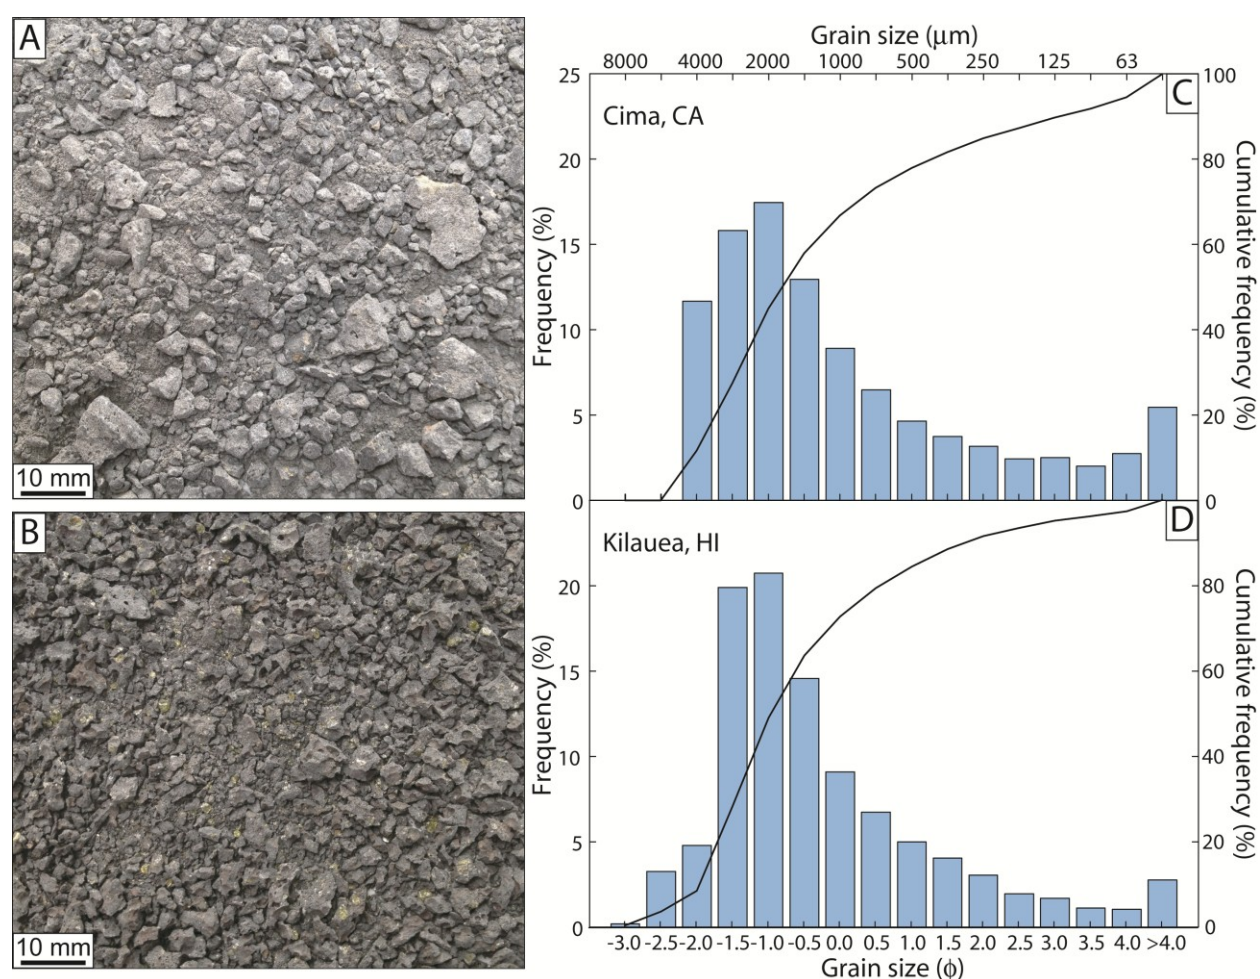 A
10 mm
B
10 mm
Grain size (μm)
8000 4000 2000 1000 500 250 125 63
C
Cima, CA
Frequency (%)
25
20
15
10
5
0
Cumulative frequency (%)
100
80
60
40
20
0
D
Kilauea, HI
Frequency (%)
20
15
10
5
0
Cumulative frequency (%)
80
60
40
20
0
-3.0 -2.5 -2.0 -1.5 -1.0 -0.5 0.0 0.5 1.0 1.5 2.0 2.5 3.0 3.5 4.0 >4.0
Grain size (ϕ)